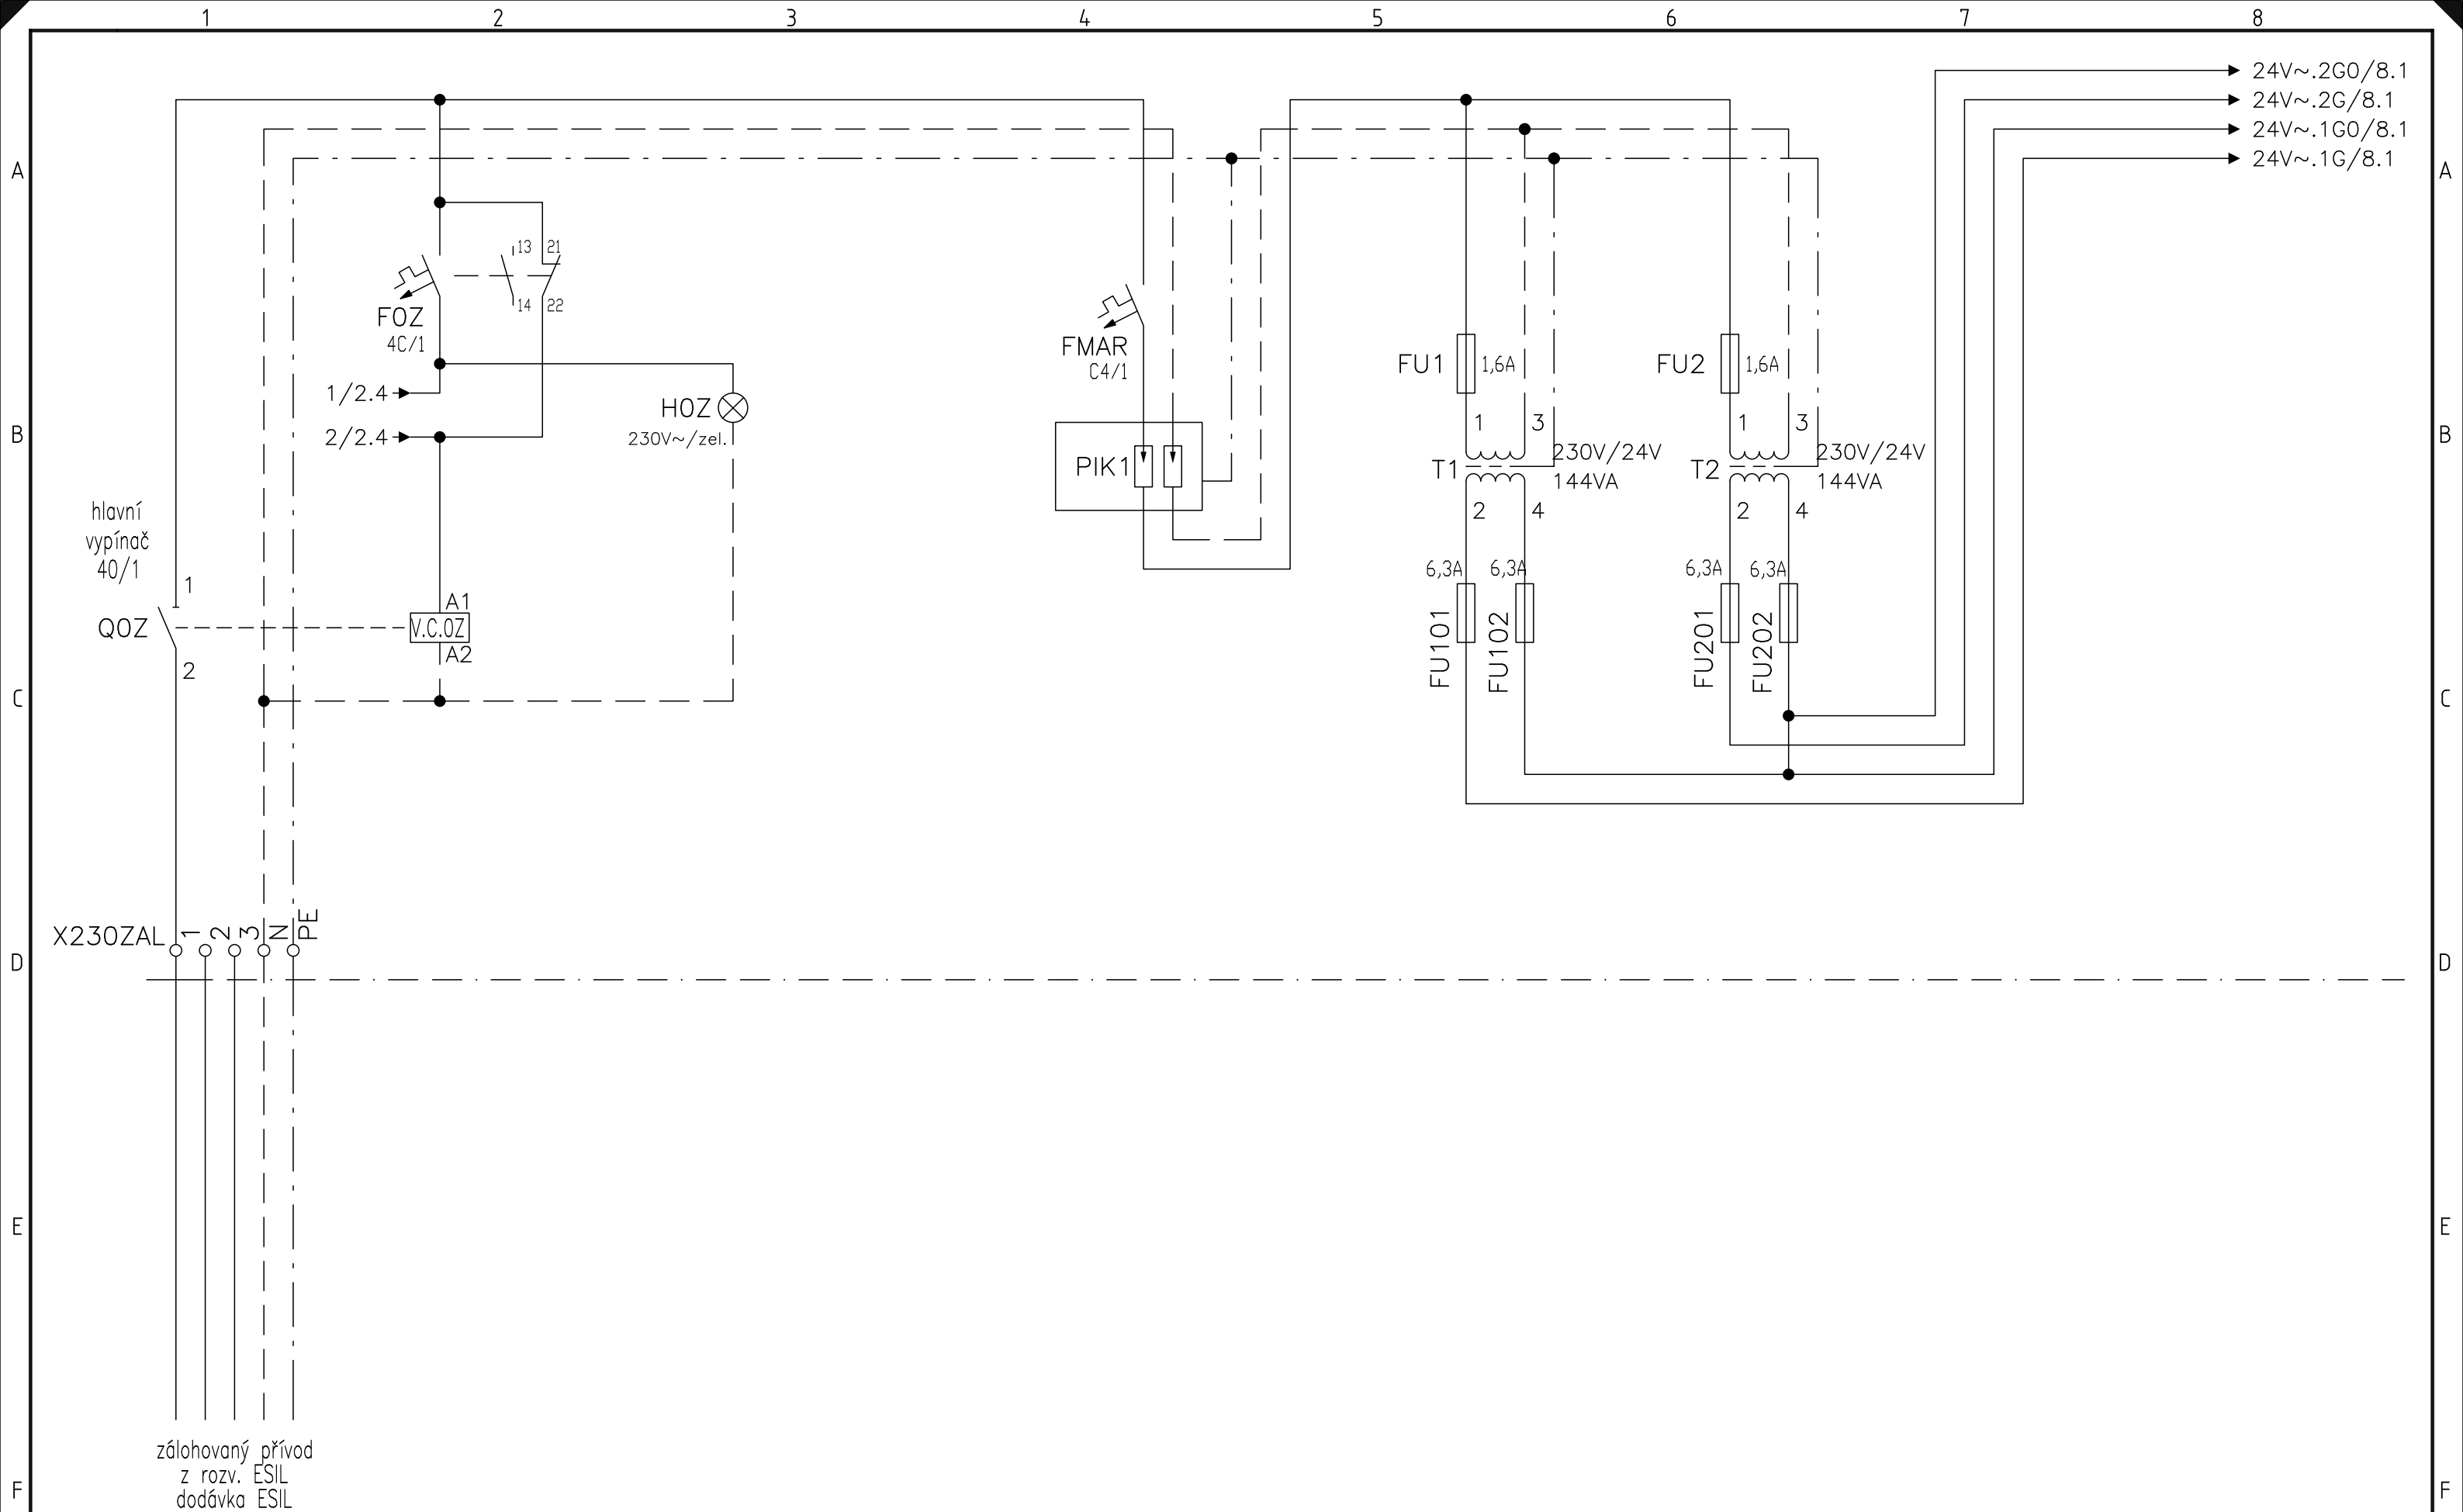 1 2 3 4 5 6 7 8
24V~.2G0/8.1
24V~.2G/8.1
24V~.1G0/8.1
24V~.1G/8.1
A A
13 21
14 22
FOZ
4C/1
FMAR
C4/1
FU1 1,6A
FU2 1,6A
1/2.4
2/2.4
HOZ
230V~/zel.
B B
PIK1
1 3
230V/24V
T1
144VA
2 4
1 3
230V/24V
T2
144VA
2 4
hlavní
vypínač
40/1
1
QOZ
2
A1
V.C.OZ
A2
6,3A 6,3A 6,3A 6,3A
FU101
FU102
FU201
FU202
C C
X230ZAL 1 2 3 N PE
D D
E E
zálohovaný přívod
z rozv. ESIL
dodávka ESIL
F F